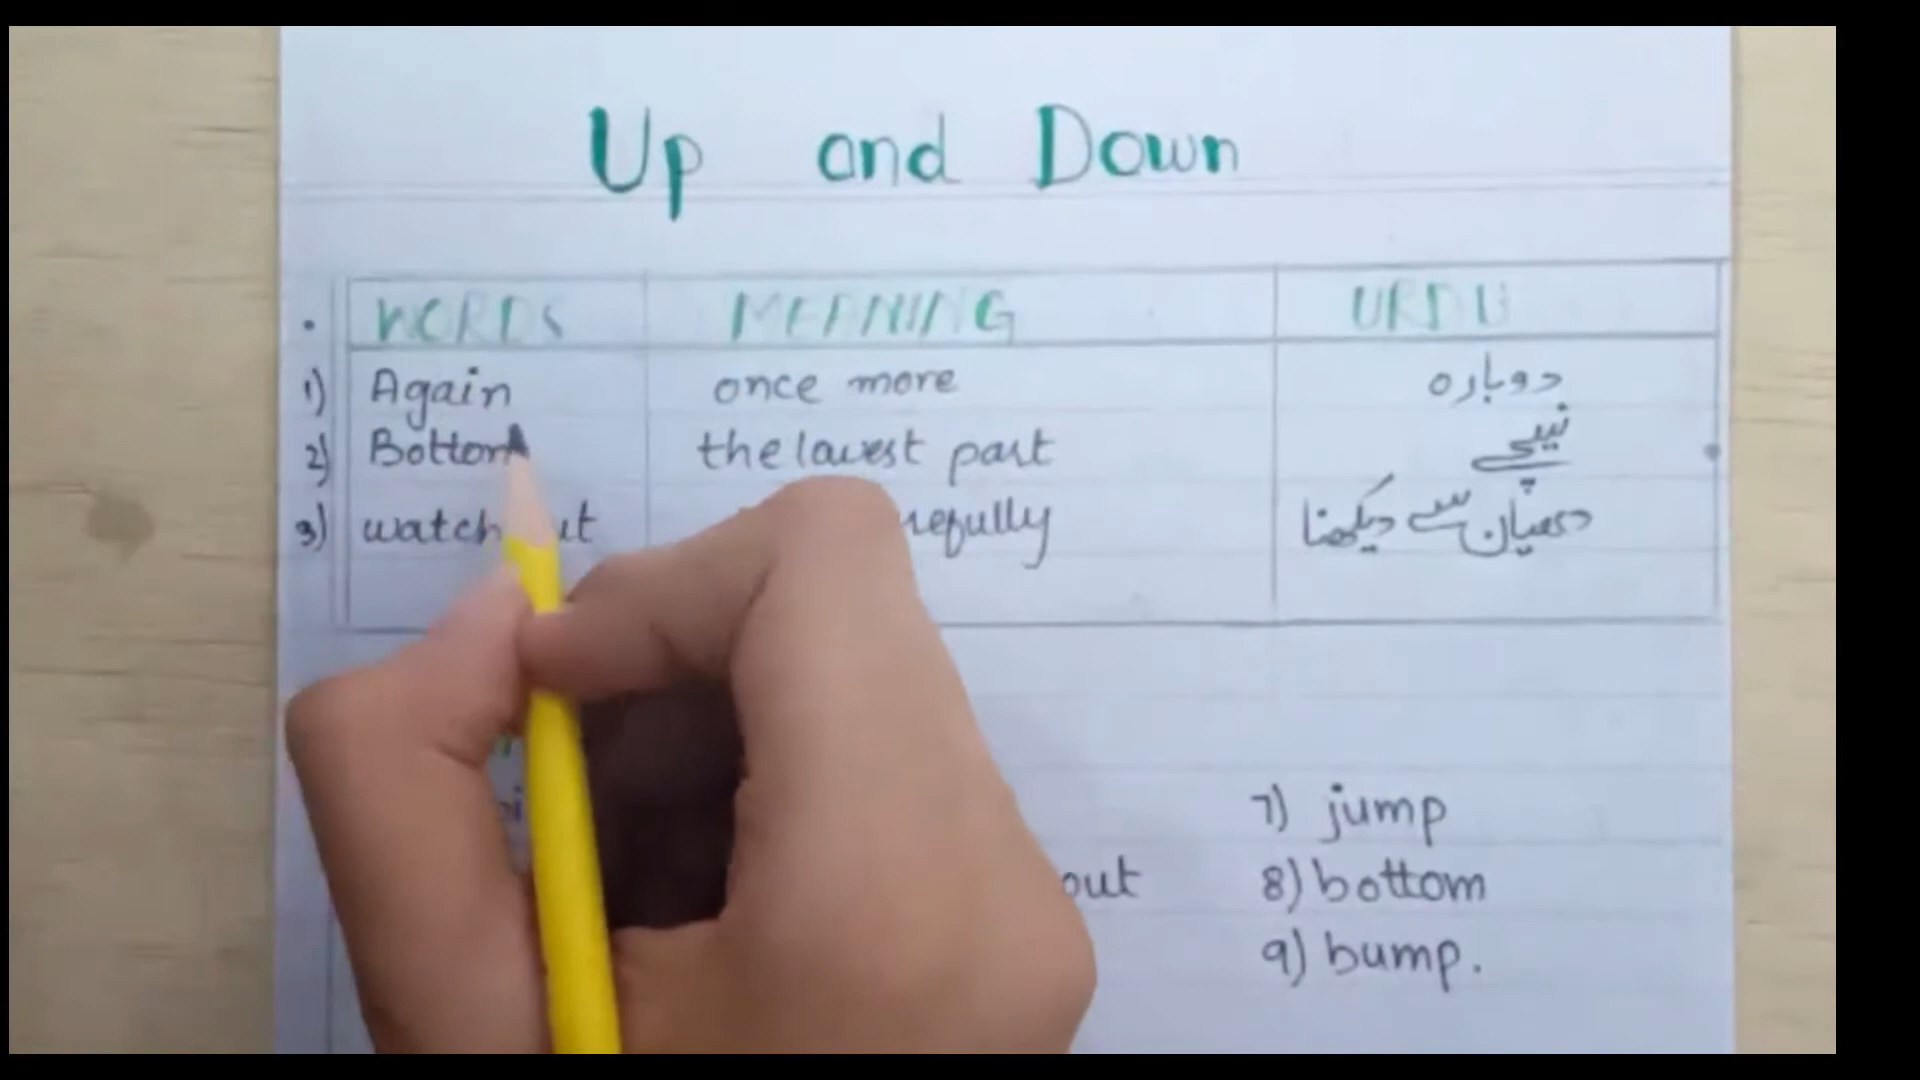 Up and Down
WORDS MEANING URDU
1) Again once more دوبارہ
2) Bottom the lowest part نیچے
3) watch دھیان سے دیکھنا
7) jump
out 8) bottom
9) bump.